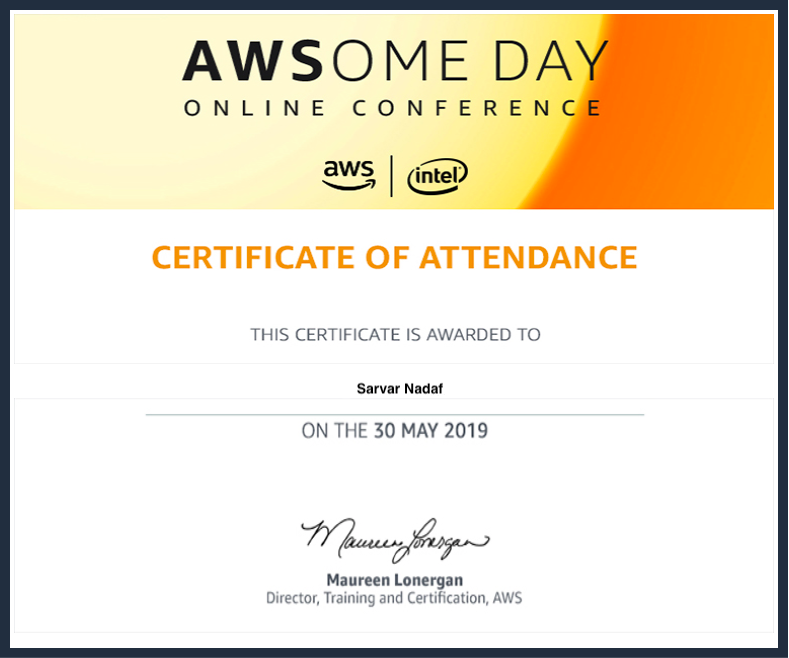 AWSOME DAY
ONLINE CONFERENCE
aws | intel
CERTIFICATE OF ATTENDANCE
THIS CERTIFICATE IS AWARDED TO
Sarvar Nadaf
ON THE 30 MAY 2019
Maureen Lonergan
Maureen Lonergan
Director, Training and Certification, AWS